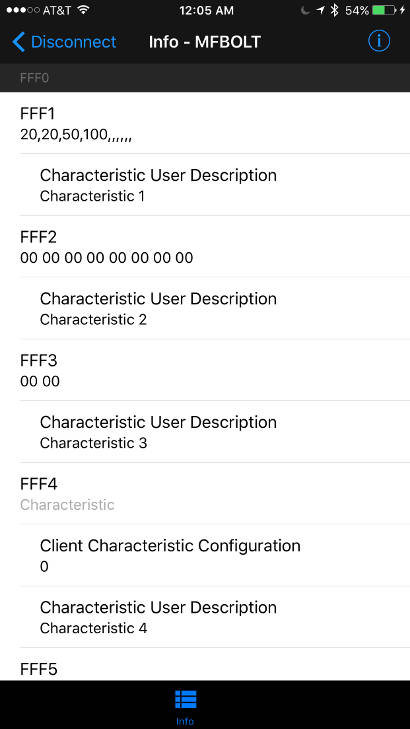 AT&T 12:05 AM 54%
Disconnect Info - MFBOLT
FFF0
FFF1
20,20,50,100,,,,,,
Characteristic User Description
Characteristic 1
FFF2
00 00 00 00 00 00 00 00
Characteristic User Description
Characteristic 2
FFF3
00 00
Characteristic User Description
Characteristic 3
FFF4
Characteristic
Client Characteristic Configuration
0
Characteristic User Description
Characteristic 4
FFF5
Info